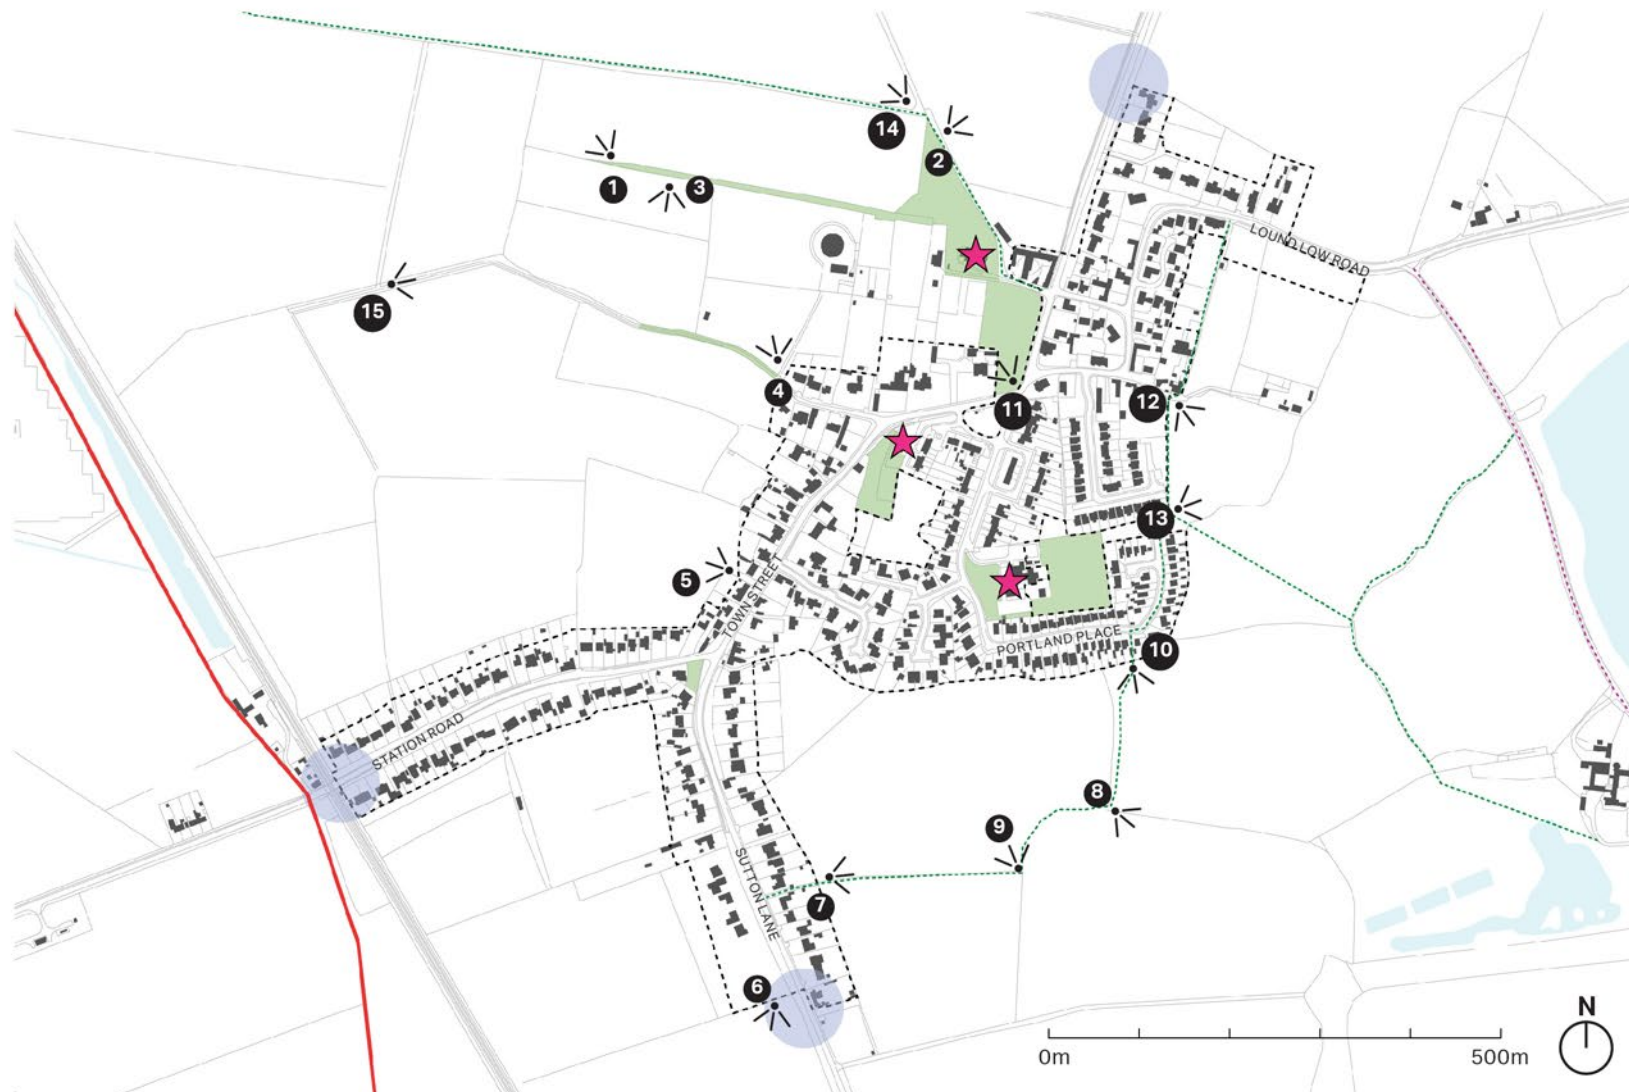 14
2
1
3
LOUND LOW ROAD
15
4
11
12
5
13
TOWN STREET
PORTLAND PLACE
10
STATION ROAD
8
9
SUTTON LANE
7
6
N
0m
500m